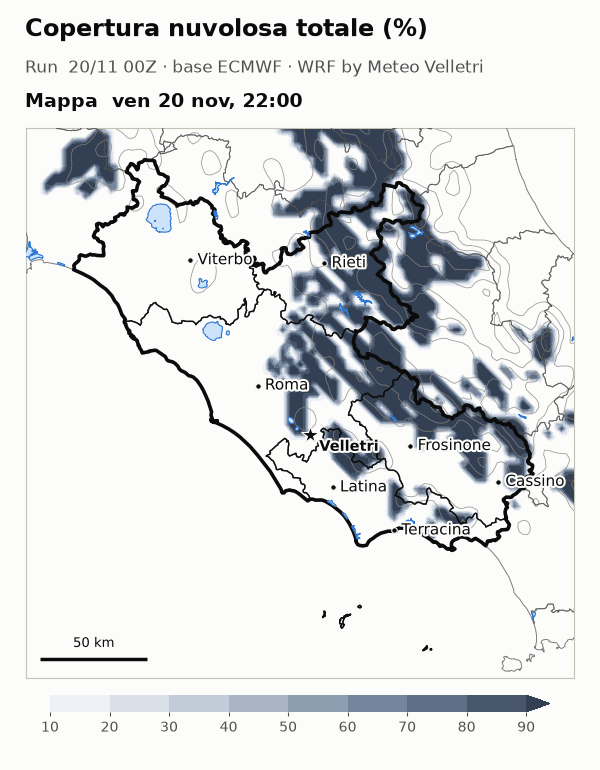 Copertura nuvolosa totale (%)
Run  20/11 00Z · base ECMWF · WRF by Meteo Velletri
Mappa  ven 20 nov, 22:00
Viterbo
Rieti
Roma
Velletri
Frosinone
Latina
Cassino
Terracina
50 km
10 20 30 40 50 60 70 80 90